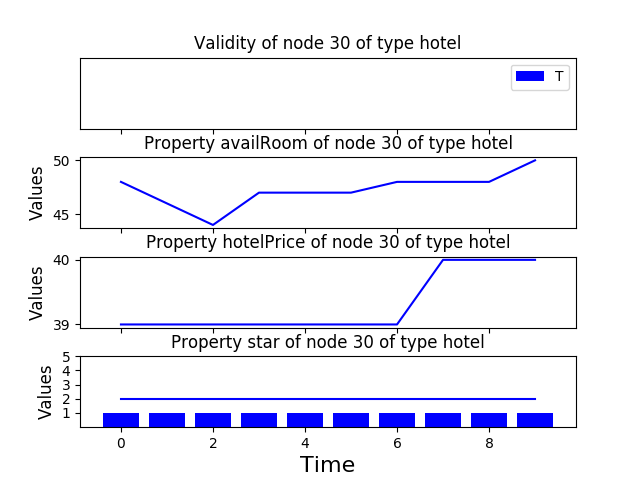 Validity of node 30 of type hotel
T
Property availRoom of node 30 of type hotel
50
45
Values
Property hotelPrice of node 30 of type hotel
40
39
Values
Property star of node 30 of type hotel
5
4
3
2
1
Values
0 2 4 6 8
Time